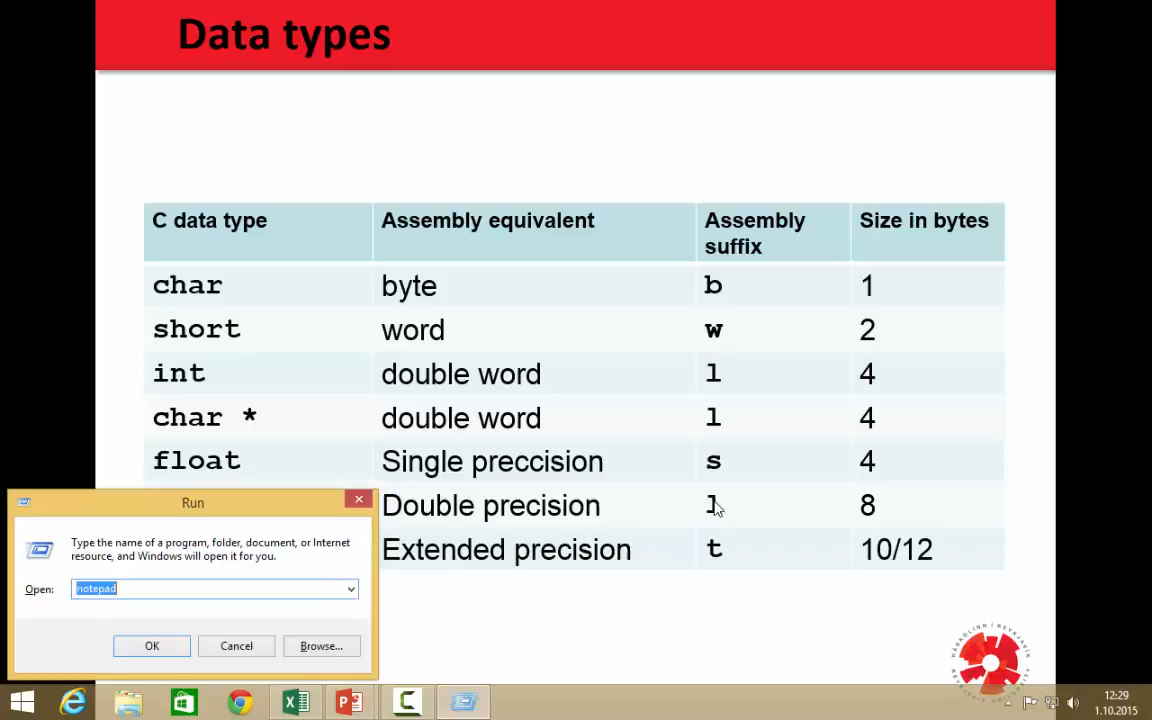 Data types
C data type Assembly equivalent Assembly suffix Size in bytes
char byte b 1
short word w 2
int double word l 4
char * double word l 4
float Single preccision s 4
Double precision l 8
Extended precision t 10/12
Run
Type the name of a program, folder, document, or Internet
resource, and Windows will open it for you.
Open: notepad
OK Cancel Browse...
HÁSKÓLINN Í REYKJAVÍK
12:29
1.10.2015